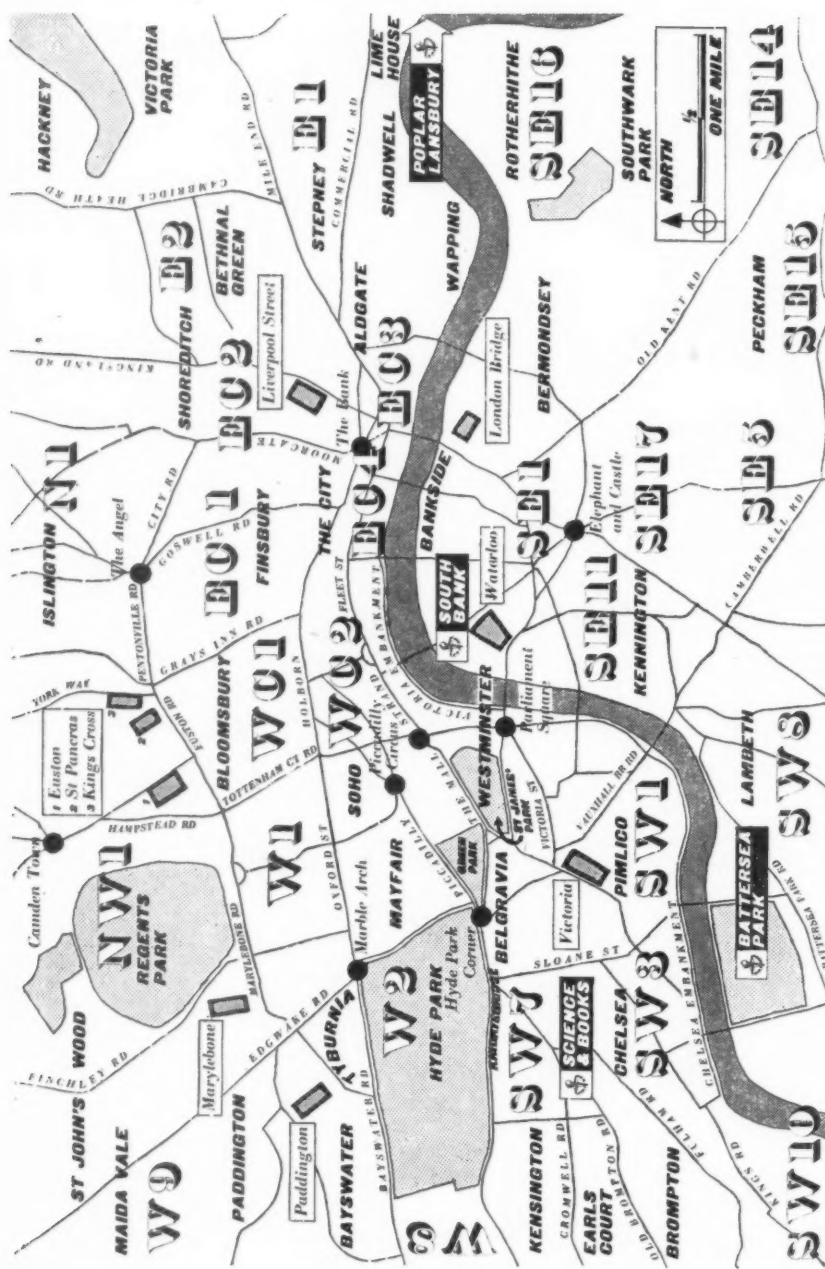 FINCHLEY RD
ST JOHN'S WOOD
MAIDA VALE
W9
Camden Town
NW1
REGENTS PARK
1 Euston
2 St Pancras
3 Kings Cross
YORK WAY
ISLINGTON
N1
The Angel
PENTONVILLE RD
CITY RD
KINGSLAND RD
HACKNEY
VICTORIA PARK
CAMBRIDGE HEATH RD
SHOREDITCH
E2
BETHNAL GREEN
HAMPSTEAD RD
1
2
3
EUSTON RD
GRAYS INN RD
GOSWELL RD
EC1
FINSBURY
EC2
MOORGATE
Liverpool Street
MILE END RD
STEPNEY
E1
COMMERCIAL RD
PADDINGTON
Marylebone
MARYLEBONE RD
EDGWARE RD
BLOOMSBURY
WC1
HOLBORN
TOTTENHAM CT RD
W1
OXFORD ST
SOHO
WC2
FLEET ST
THE CITY
EC4
The Bank
ALDGATE
EC3
SHADWELL
LIME HOUSE
Paddington
BAYSWATER
TYBURNIA
BAYSWATER RD
Marble Arch
MAYFAIR
Piccadilly Circus
STRAND
VICTORIA EMBANKMENT
BANKSIDE
London Bridge
WAPPING
POPLAR LANSBURY
W8
W2
HYDE PARK
Hyde Park Corner
PICCADILLY
GREEN PARK
THE MALL
ST JAMES' PARK
WESTMINSTER
Parliament Square
SOUTH BANK
Waterloo
SE1
BERMONDSEY
ROTHERHITHE
SE16
SOUTHWARK PARK
KENSINGTON
KNIGHTSBRIDGE
SW7
BELGRAVIA
VICTORIA ST
CROMWELL RD
SCIENCE & BOOKS
SLOANE ST
Victoria
VAUXHALL BR RD
SE11
KENNINGTON
Elephant and Castle
SE17
OLD KENT RD
EARLS COURT
OLD BROMPTON RD
BROMPTON
FULHAM RD
CHELSEA
SW3
PIMLICO
SW1
CHELSEA EMBANKMENT
KINGS RD
SW10
BATTERSEA PARK
BATTERSEA PARK RD
LAMBETH
SW8
CAMBERWELL RD
SE5
PECKHAM
SE15
SE14
NORTH
½
ONE MILE